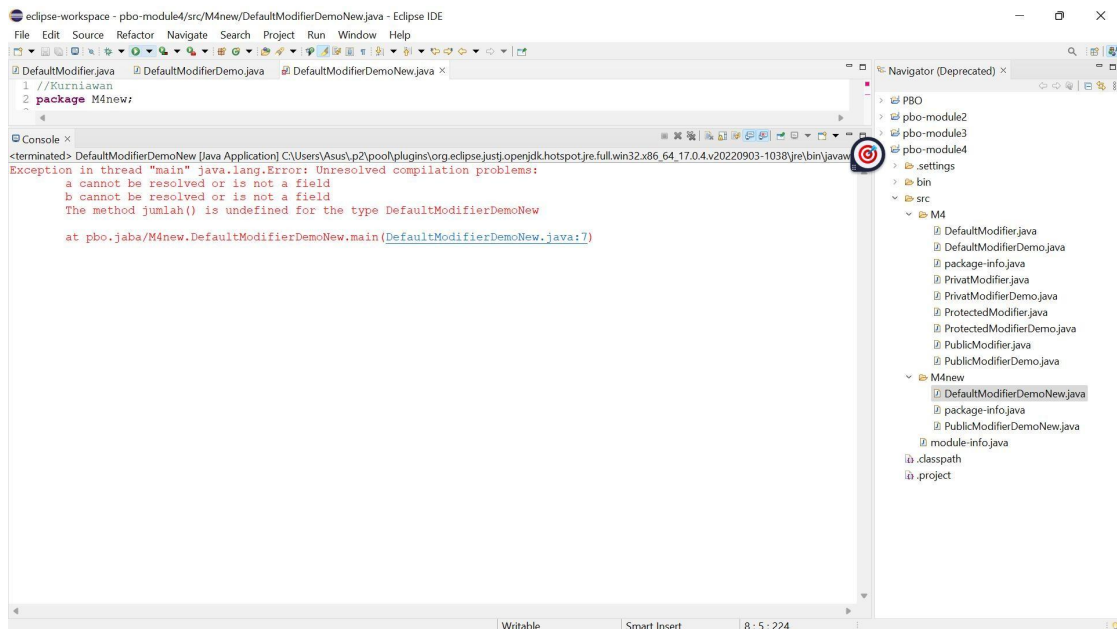 eclipse-workspace - pbo-module4/src/M4new/DefaultModifierDemoNew.java - Eclipse IDE
File Edit Source Refactor Navigate Search Project Run Window Help
DefaultModifier.java DefaultModifierDemo.java DefaultModifierDemoNew.java
1 //Kurniawan
2 package M4new;
Console
<terminated> DefaultModifierDemoNew [Java Application] C:\Users\Asus\.p2\pool\plugins\org.eclipse.justj.openjdk.hotspot.jre.full.win32.x86_64_17.0.4.v20220903-1038\jre\bin\javaw
Exception in thread "main" java.lang.Error: Unresolved compilation problems:
a cannot be resolved or is not a field
b cannot be resolved or is not a field
The method jumlah() is undefined for the type DefaultModifierDemoNew
at pbo.jaba/M4new.DefaultModifierDemoNew.main(DefaultModifierDemoNew.java:7)
Navigator (Deprecated)
PBO
pbo-module2
pbo-module3
pbo-module4
.settings
bin
src
M4
DefaultModifier.java
DefaultModifierDemo.java
package-info.java
PrivatModifier.java
PrivatModifierDemo.java
ProtectedModifier.java
ProtectedModifierDemo.java
PublicModifier.java
PublicModifierDemo.java
M4new
DefaultModifierDemoNew.java
package-info.java
PublicModifierDemoNew.java
module-info.java
.classpath
.project
Writable Smart Insert 8 : 5 : 224